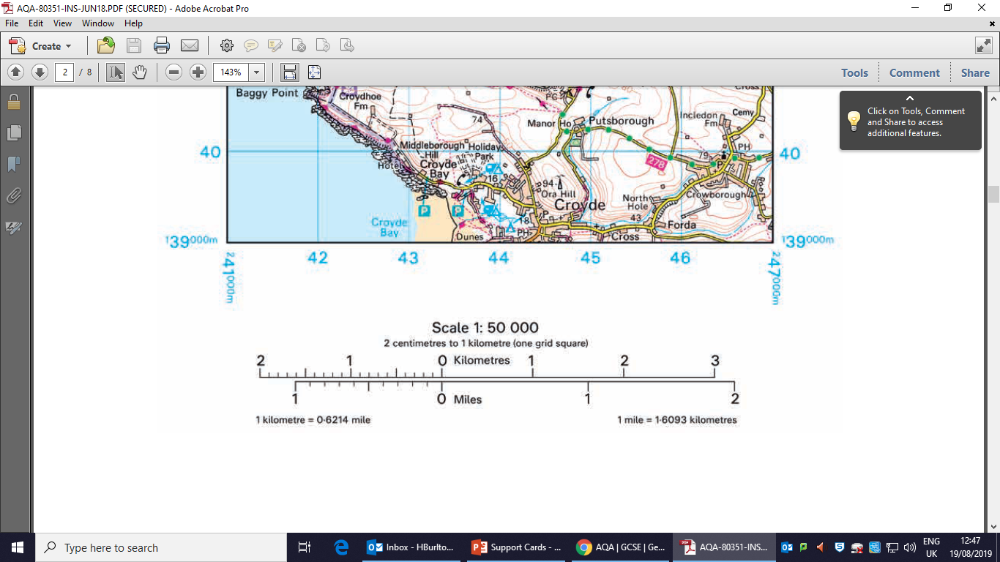 AQA-80351-INS-JUN18.PDF (SECURED) - Adobe Acrobat Pro
File Edit View Window Help
Create
2 / 8
143%
Tools Comment Share
Click on Tools, Comment
and Share to access
additional features.
Baggy Point
Croydhoe
Fm
74
PC
80
Cross
Manor Ho
Putsborough
Incledon
Fm
Cemy
40
Middleborough
Hill
Holiday
Park
278
79
PH
P
40
Hotel
Croyde
Bay
16
94
Ora Hill
Croyde
North
Hole
43
Crowborough
Road
P
P
Croyde
Bay
18
P
Forda
Dunes
PH
Cross
139000m
139000m
241000m
42
43
44
45
46
247000m
Scale 1: 50 000
2 centimetres to 1 kilometre (one grid square)
2 1 0 Kilometres 1 2 3
1 0 Miles 1 2
1 kilometre = 0·6214 mile
1 mile = 1·6093 kilometres
Type here to search
Inbox - HBurlto...
Support Cards - ...
AQA | GCSE | Ge...
AQA-80351-INS...
ENG
UK
12:47
19/08/2019